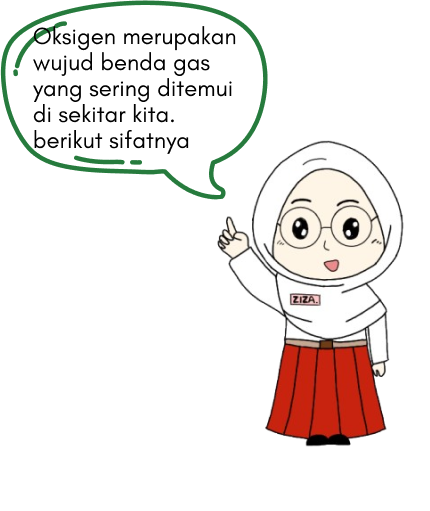 Oksigen merupakan
wujud benda gas
yang sering ditemui
di sekitar kita.
berikut sifatnya
ZIZA.